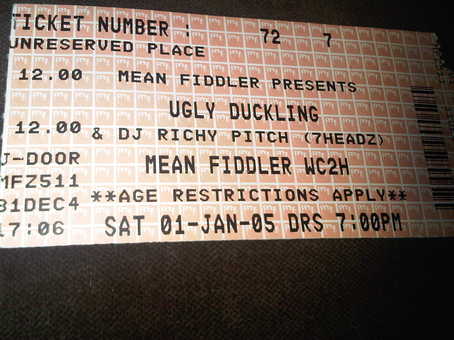 TICKET NUMBER : 72 7
UNRESERVED PLACE
12.00 MEAN FIDDLER PRESENTS
UGLY DUCKLING
12.00 & DJ RICHY PITCH (7HEADZ)
J-DOOR MEAN FIDDLER WC2H
MFZ511 **AGE RESTRICTIONS APPLY**
31DEC4
17:06 SAT 01-JAN-05 DRS 7:00PM